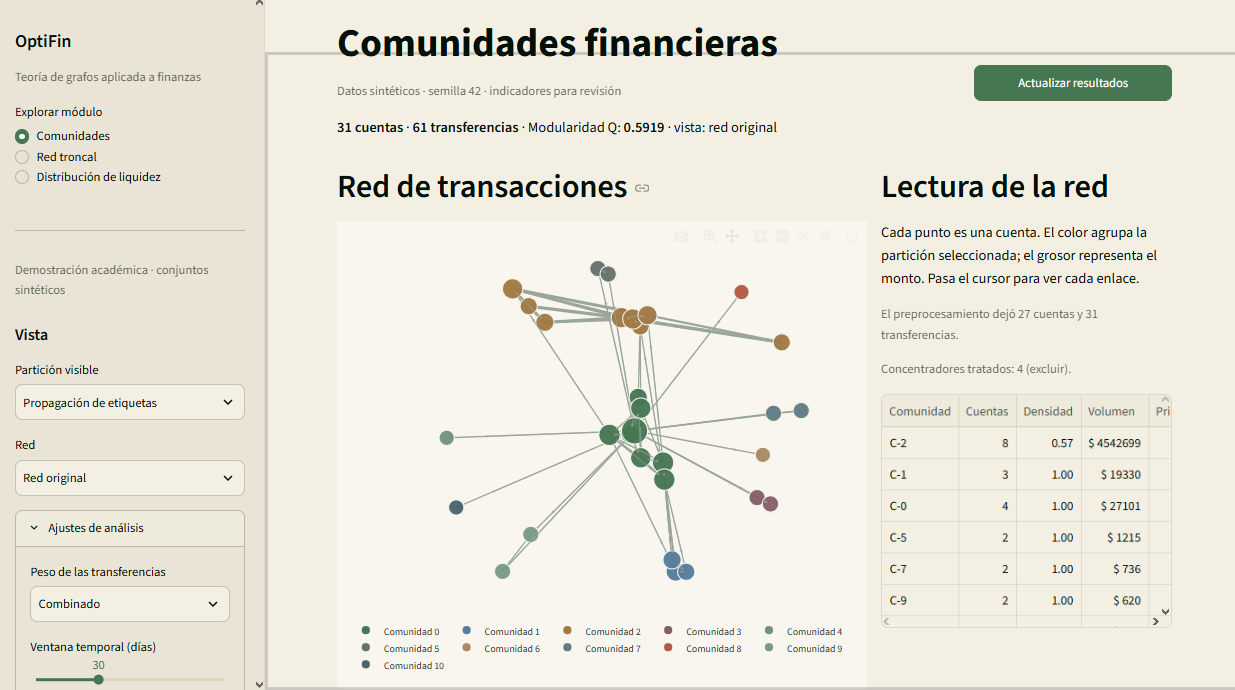 OptiFin
Teoría de grafos aplicada a finanzas
Explorar módulo
Comunidades
Red troncal
Distribución de liquidez
Demostración académica · conjuntos
sintéticos
Vista
Partición visible
Propagación de etiquetas
Red
Red original
Ajustes de análisis
Peso de las transferencias
Combinado
Ventana temporal (días)
30
Comunidades financieras
Datos sintéticos · semilla 42 · indicadores para revisión
Actualizar resultados
31 cuentas · 61 transferencias · Modularidad Q: 0.5919 · vista: red original
Red de transacciones
Comunidad 0 Comunidad 1 Comunidad 2 Comunidad 3 Comunidad 4
Comunidad 5 Comunidad 6 Comunidad 7 Comunidad 8 Comunidad 9
Comunidad 10
Lectura de la red
Cada punto es una cuenta. El color agrupa la
partición seleccionada; el grosor representa el
monto. Pasa el cursor para ver cada enlace.
El preprocesamiento dejó 27 cuentas y 31
transferencias.
Concentradores tratados: 4 (excluir).
Comunidad Cuentas Densidad Volumen Pri
C-2 8 0.57 $ 4542699
C-1 3 1.00 $ 19330
C-0 4 1.00 $ 27101
C-5 2 1.00 $ 1215
C-7 2 1.00 $ 736
C-9 2 1.00 $ 620